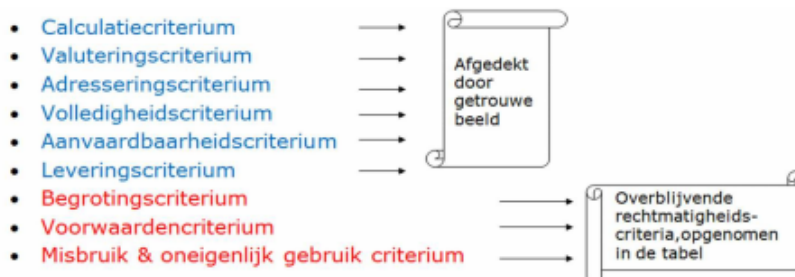 • Calculatiecriterium
• Valuteringscriterium
• Adresseringscriterium
• Volledigheidscriterium
• Aanvaardbaarheidscriterium
• Leveringscriterium
• Begrotingscriterium
• Voorwaardencriterium
• Misbruik & oneigenlijk gebruik criterium
Afgedekt
door
getrouwe
beeld
Overblijvende
rechtmatigheids-
criteria,opgenomen
in de tabel